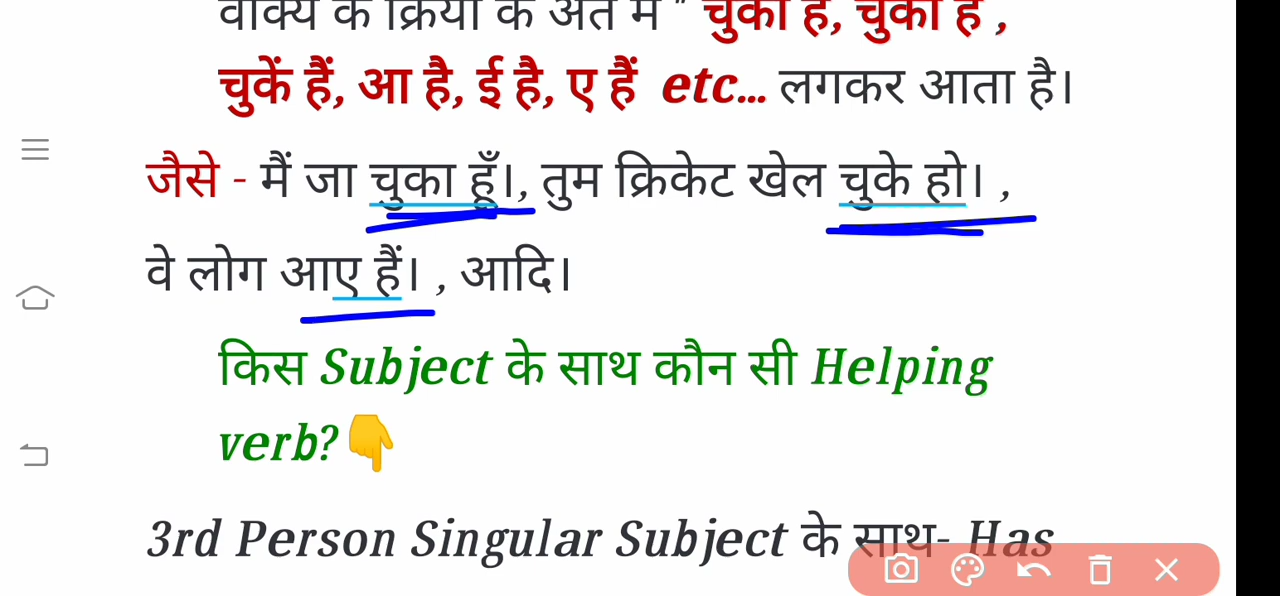 वाक्य के क्रिया के अंत में " चुका है, चुकी है ,
चुकें हैं, आ है, ई है, ए हैं etc... लगकर आता है।
जैसे - मैं जा चुका हूँ।, तुम क्रिकेट खेल चुके हो। ,
वे लोग आए हैं। , आदि।
किस Subject के साथ कौन सी Helping
verb?👇
3rd Person Singular Subject के साथ- Has